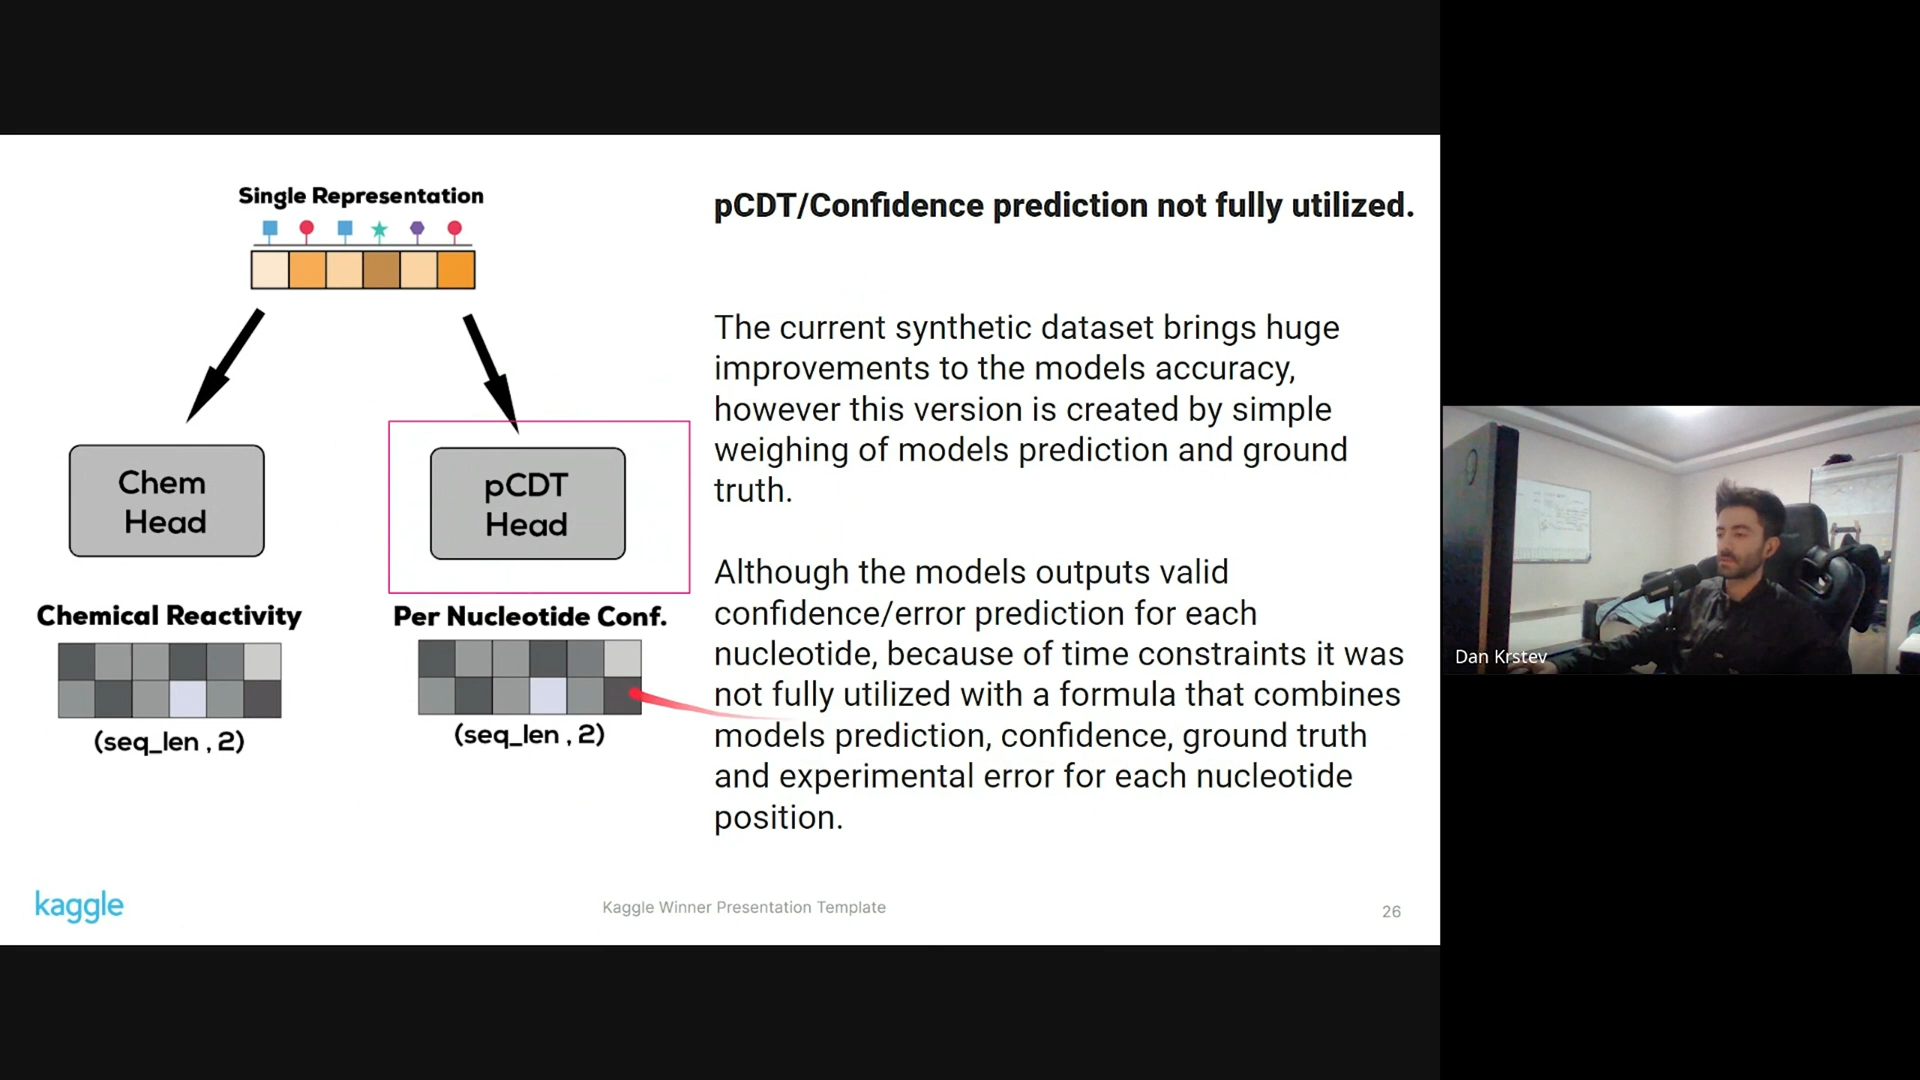 Single Representation
Chem
Head
pCDT
Head
Chemical Reactivity
Per Nucleotide Conf.
(seq_len , 2)
(seq_len , 2)
pCDT/Confidence prediction not fully utilized.
The current synthetic dataset brings huge
improvements to the models accuracy,
however this version is created by simple
weighing of models prediction and ground
truth.
Although the models outputs valid
confidence/error prediction for each
nucleotide, because of time constraints it was
not fully utilized with a formula that combines
models prediction, confidence, ground truth
and experimental error for each nucleotide
position.
kaggle
Kaggle Winner Presentation Template
26
Dan Krstev